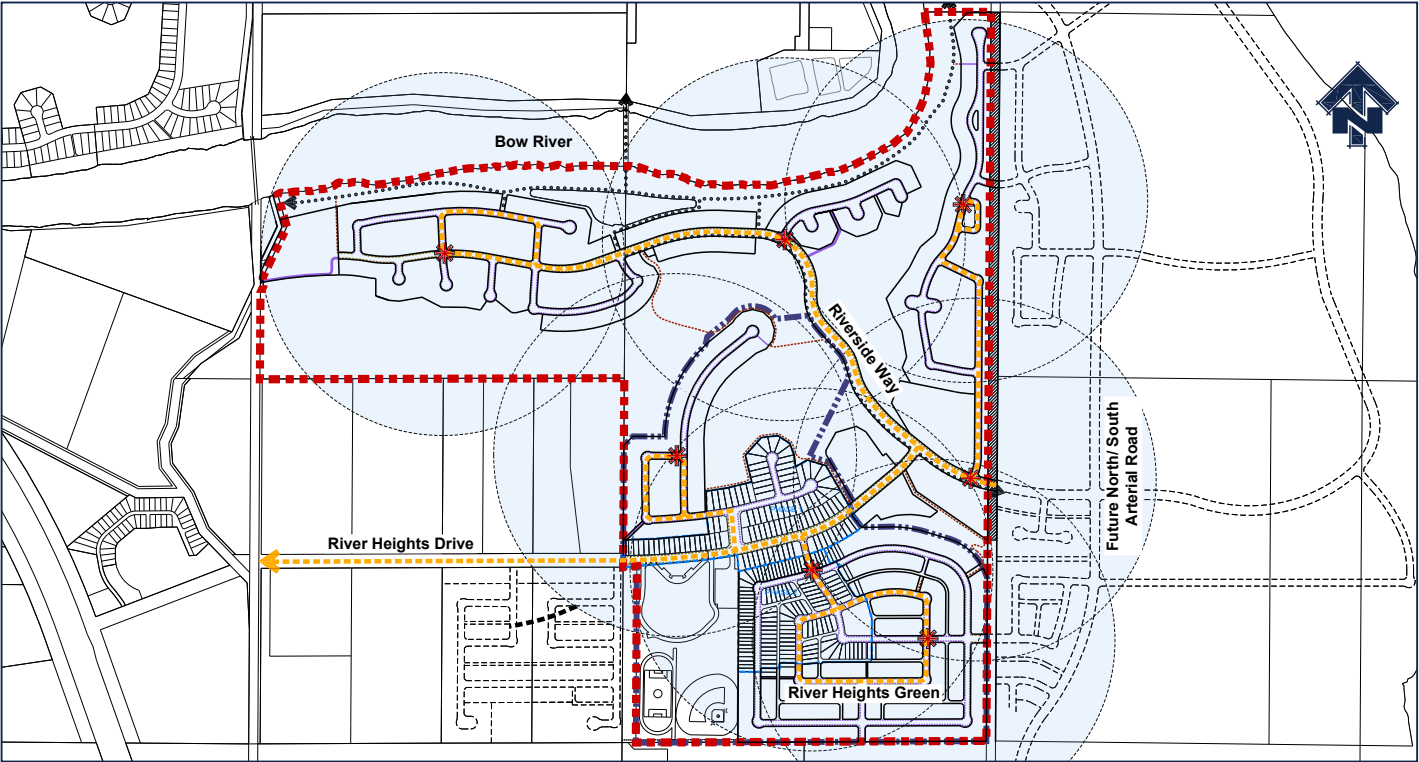 Bow River
N
Riverside Way
Future North/ South
Arterial Road
River Heights Drive
River Heights Green